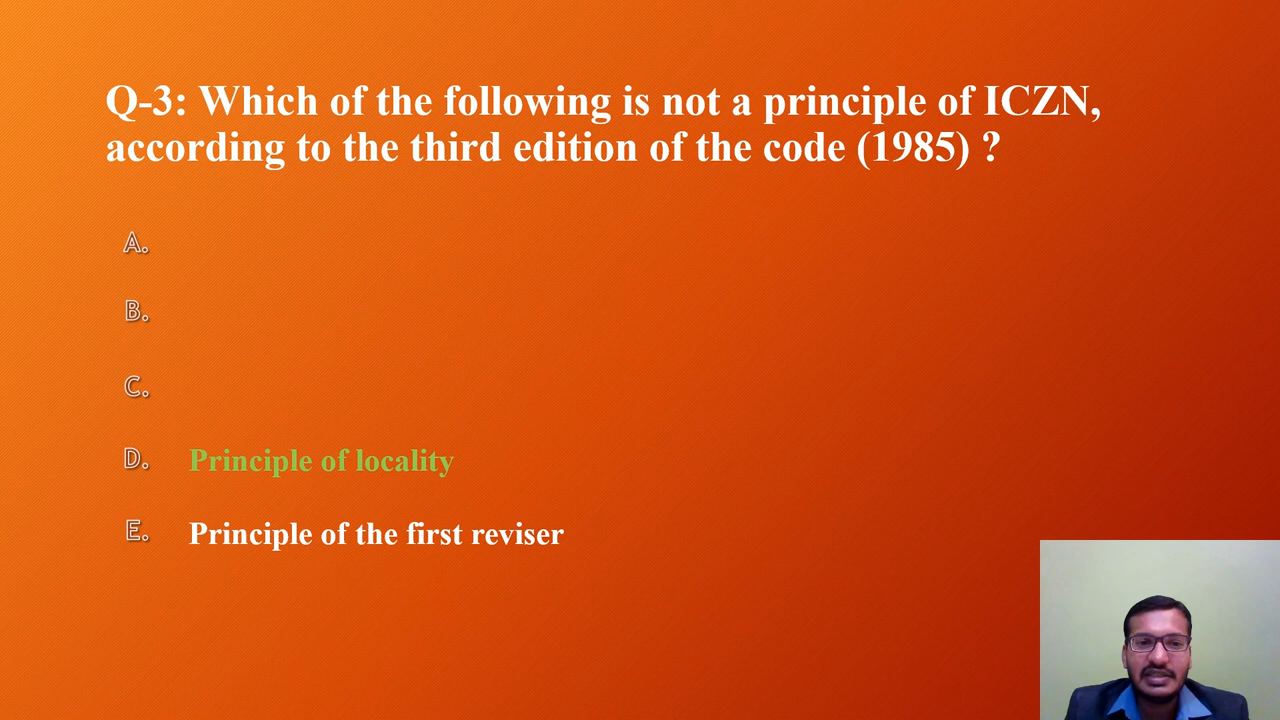 Q-3: Which of the following is not a principle of ICZN,
according to the third edition of the code (1985) ?
A.
B.
C.
D. Principle of locality
E. Principle of the first reviser